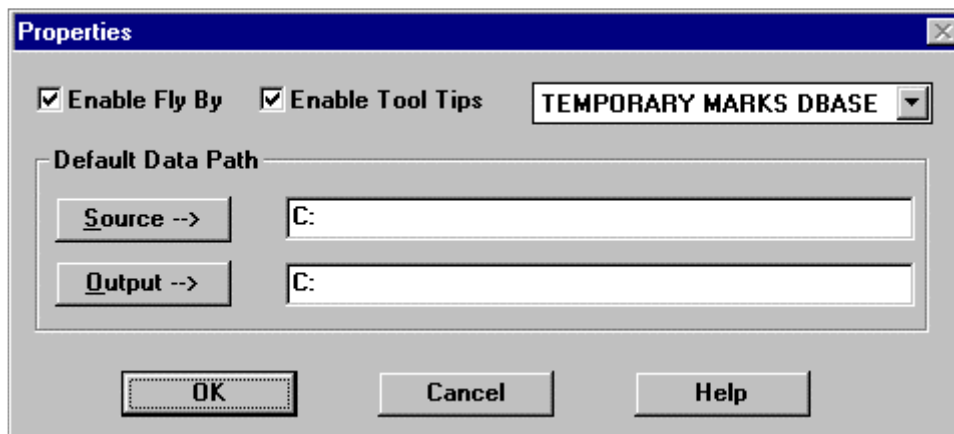 Properties
Enable Fly By Enable Tool Tips TEMPORARY MARKS DBASE
Default Data Path
Source --> C:
Output --> C:
OK Cancel Help